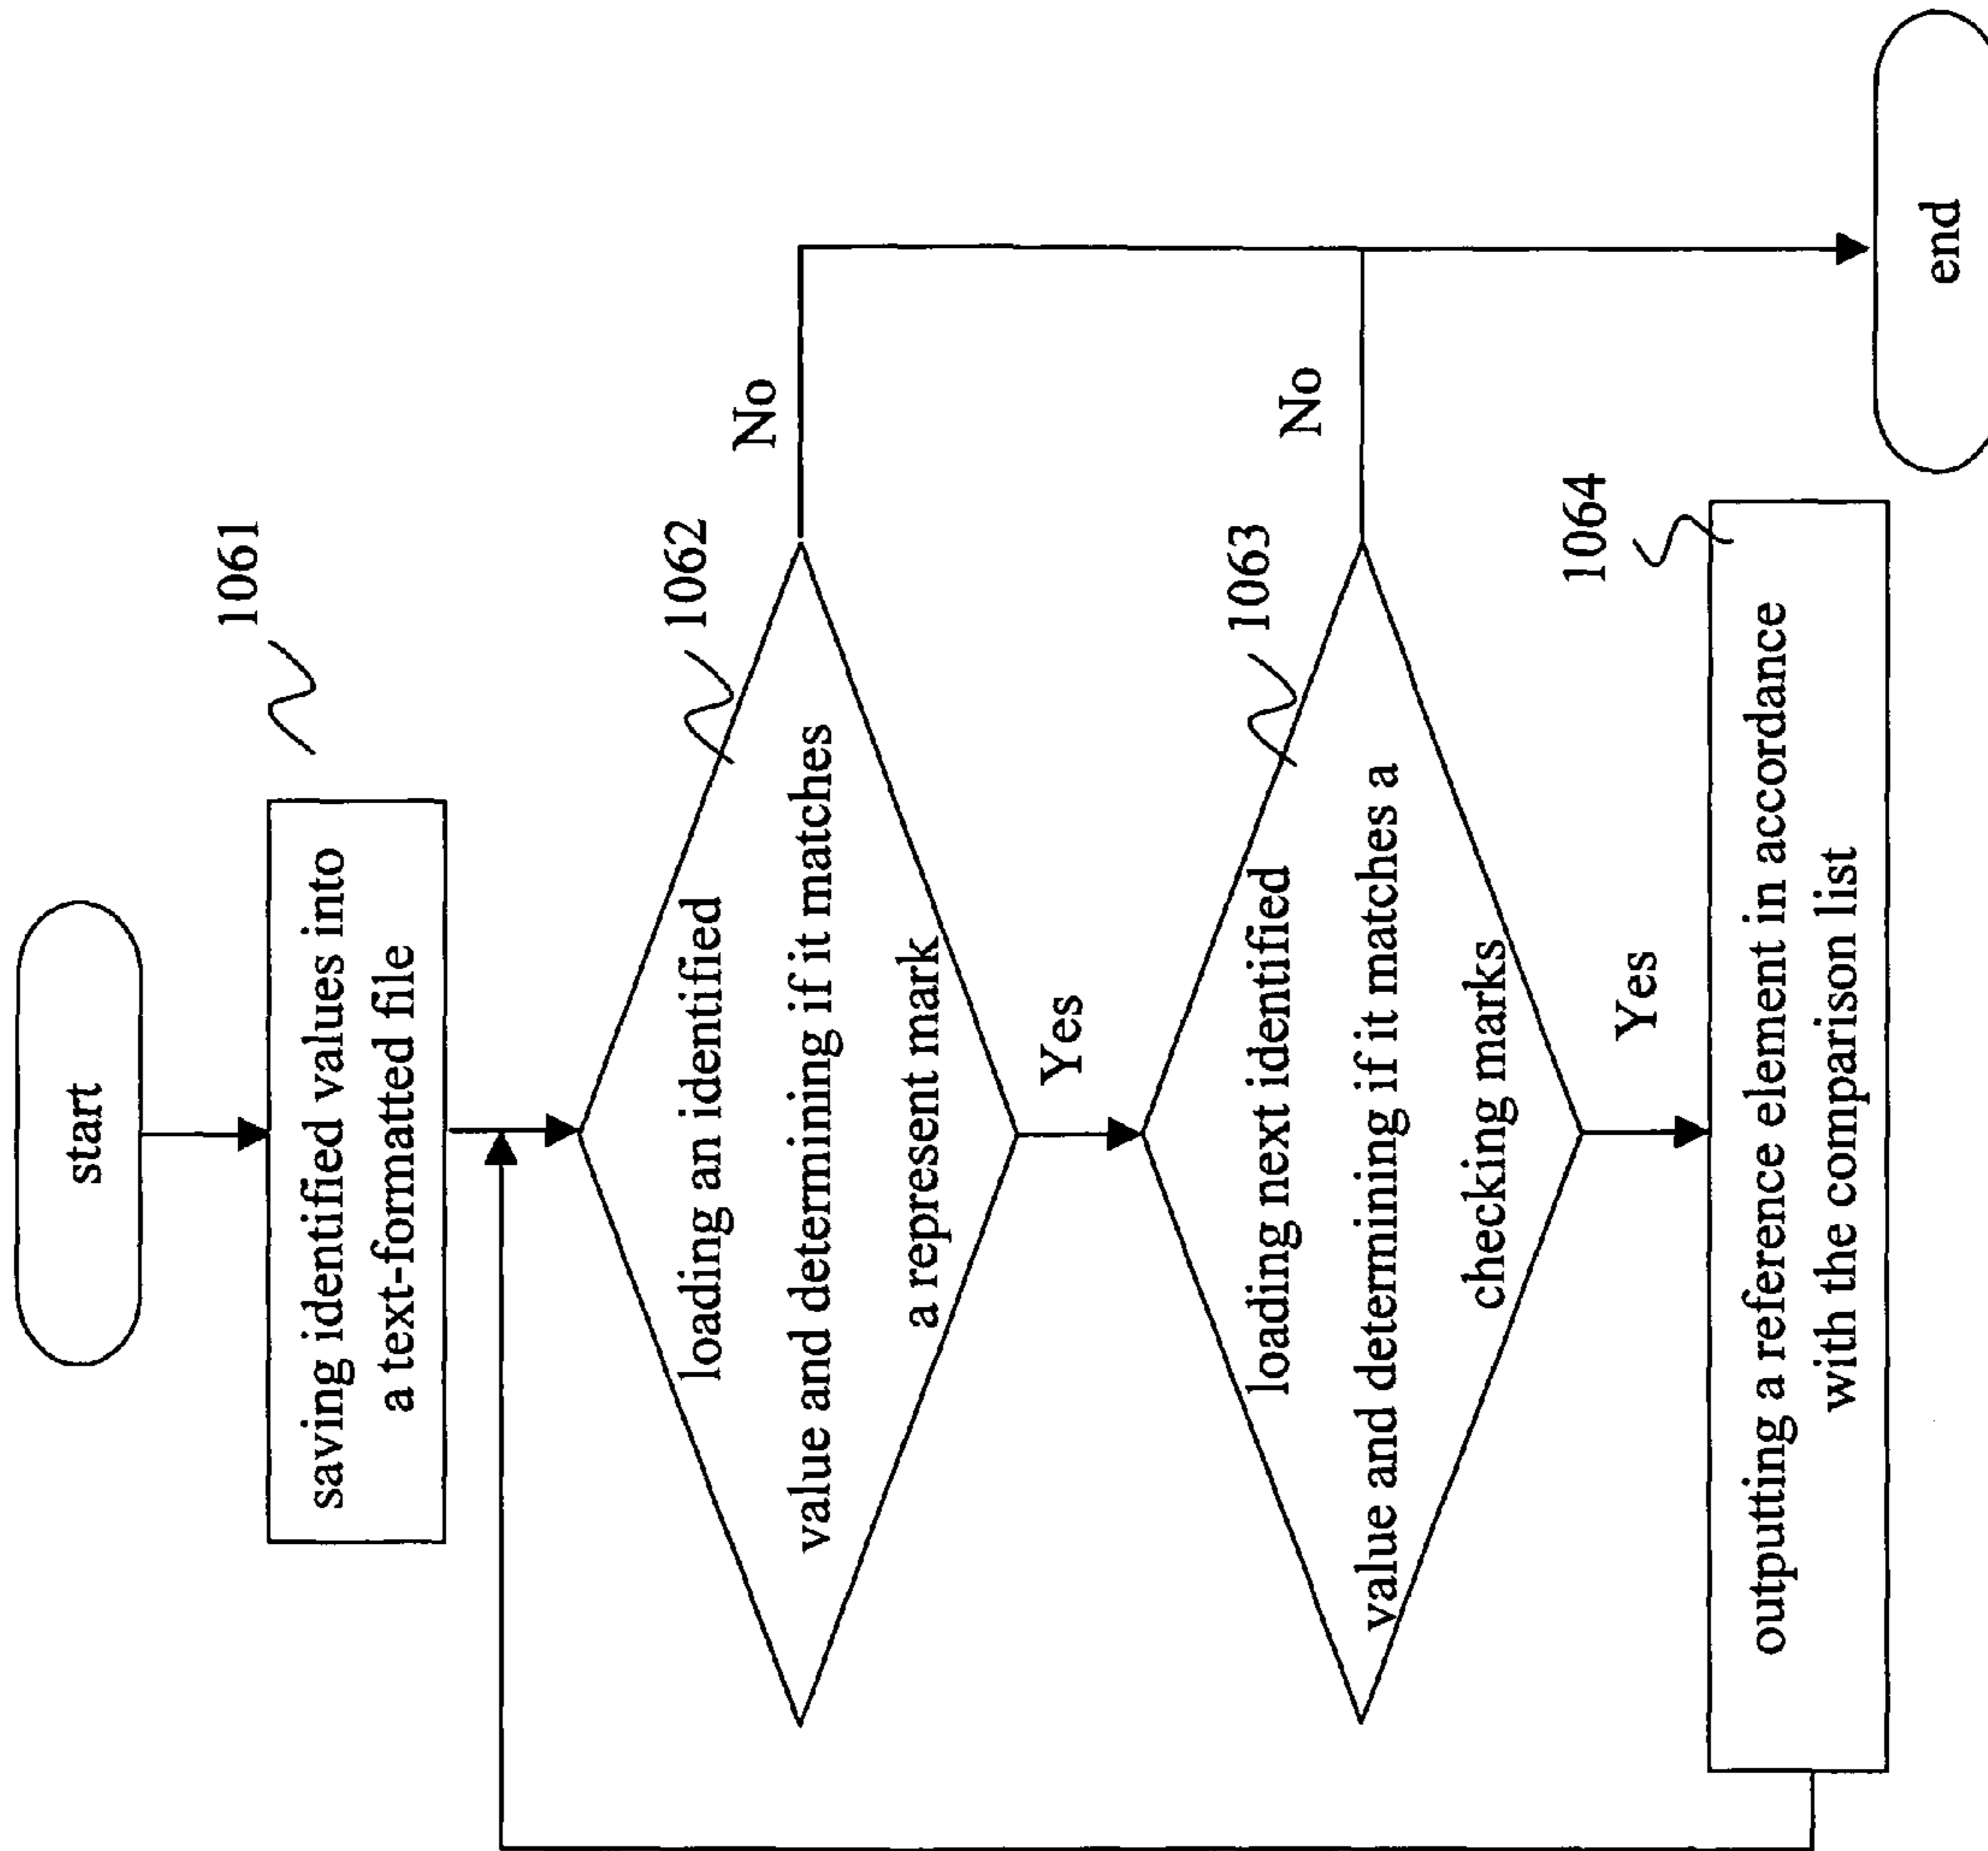 start
1061
saving identified values into
a text-formatted file
1062
loading an identified
value and determining if it matches
a represent mark
No
Yes
1063
loading next identified
value and determining if it matches a
checking marks
No
Yes
1064
outputting a reference element in accordance
with the comparison list
end